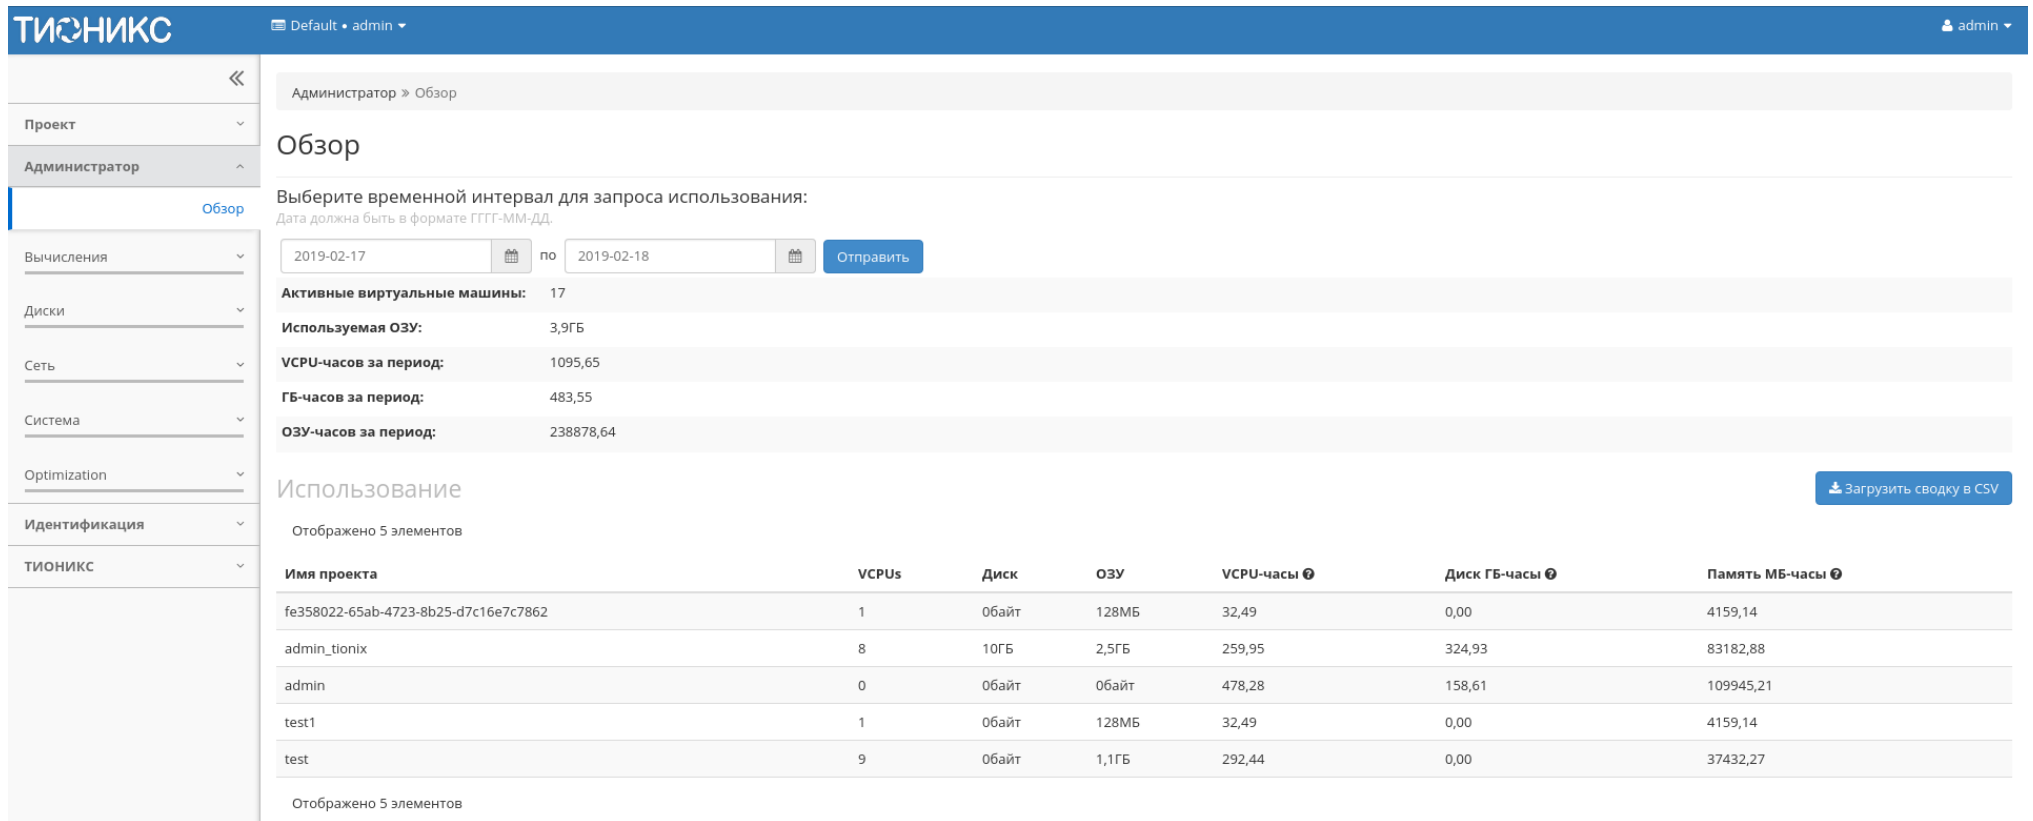 ТИОНИКС
Default • admin
admin
Проект
Администратор
Обзор
Вычисления
Диски
Сеть
Система
Optimization
Идентификация
ТИОНИКС
Администратор » Обзор
Обзор
Выберите временной интервал для запроса использования:
Дата должна быть в формате ГГГГ-ММ-ДД.
2019-02-17 по 2019-02-18 Отправить
Активные виртуальные машины: 17
Используемая ОЗУ: 3,9ГБ
VCPU-часов за период: 1095,65
ГБ-часов за период: 483,55
ОЗУ-часов за период: 238878,64
Использование Загрузить сводку в CSV
Отображено 5 элементов
Имя проекта VCPUs Диск ОЗУ VCPU-часы Диск ГБ-часы Память МБ-часы
fe358022-65ab-4723-8b25-d7c16e7c7862 1 0байт 128МБ 32,49 0,00 4159,14
admin_tionix 8 10ГБ 2,5ГБ 259,95 324,93 83182,88
admin 0 0байт 0байт 478,28 158,61 109945,21
test1 1 0байт 128МБ 32,49 0,00 4159,14
test 9 0байт 1,1ГБ 292,44 0,00 37432,27
Отображено 5 элементов